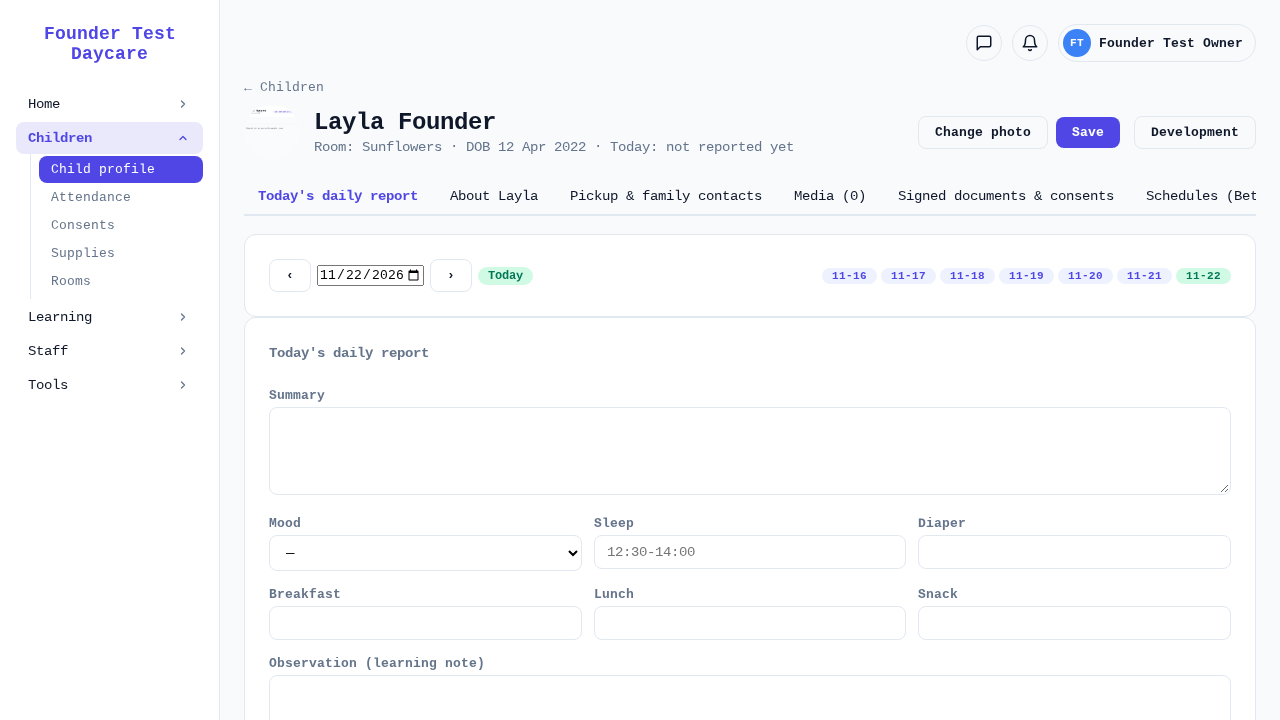 Founder Test
Daycare
Home
Children
Child profile
Attendance
Consents
Supplies
Rooms
Learning
Staff
Tools
FT Founder Test Owner
← Children
Layla Founder
Room: Sunflowers · DOB 12 Apr 2022 · Today: not reported yet
Change photo Save Development
Today's daily report About Layla Pickup & family contacts Media (0) Signed documents & consents Schedules (Bet
‹ 11/22/2026 › Today 11-16 11-17 11-18 11-19 11-20 11-21 11-22
Today's daily report
Summary
Mood Sleep Diaper
— 12:30-14:00
Breakfast Lunch Snack
Observation (learning note)